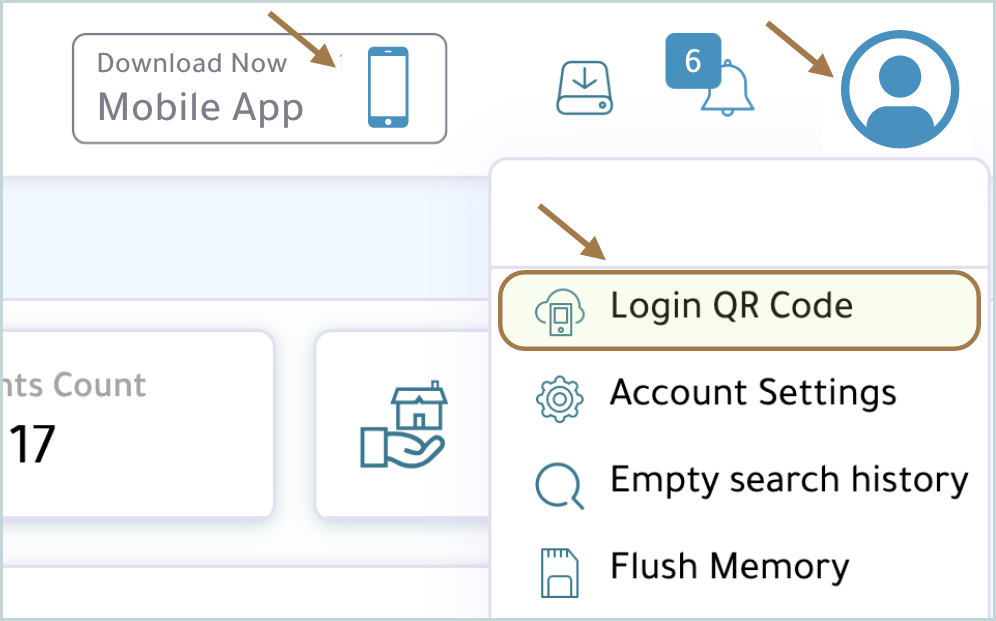 Download Now
Mobile App
6
Login QR Code
nts Count
Account Settings
17
Empty search history
Flush Memory